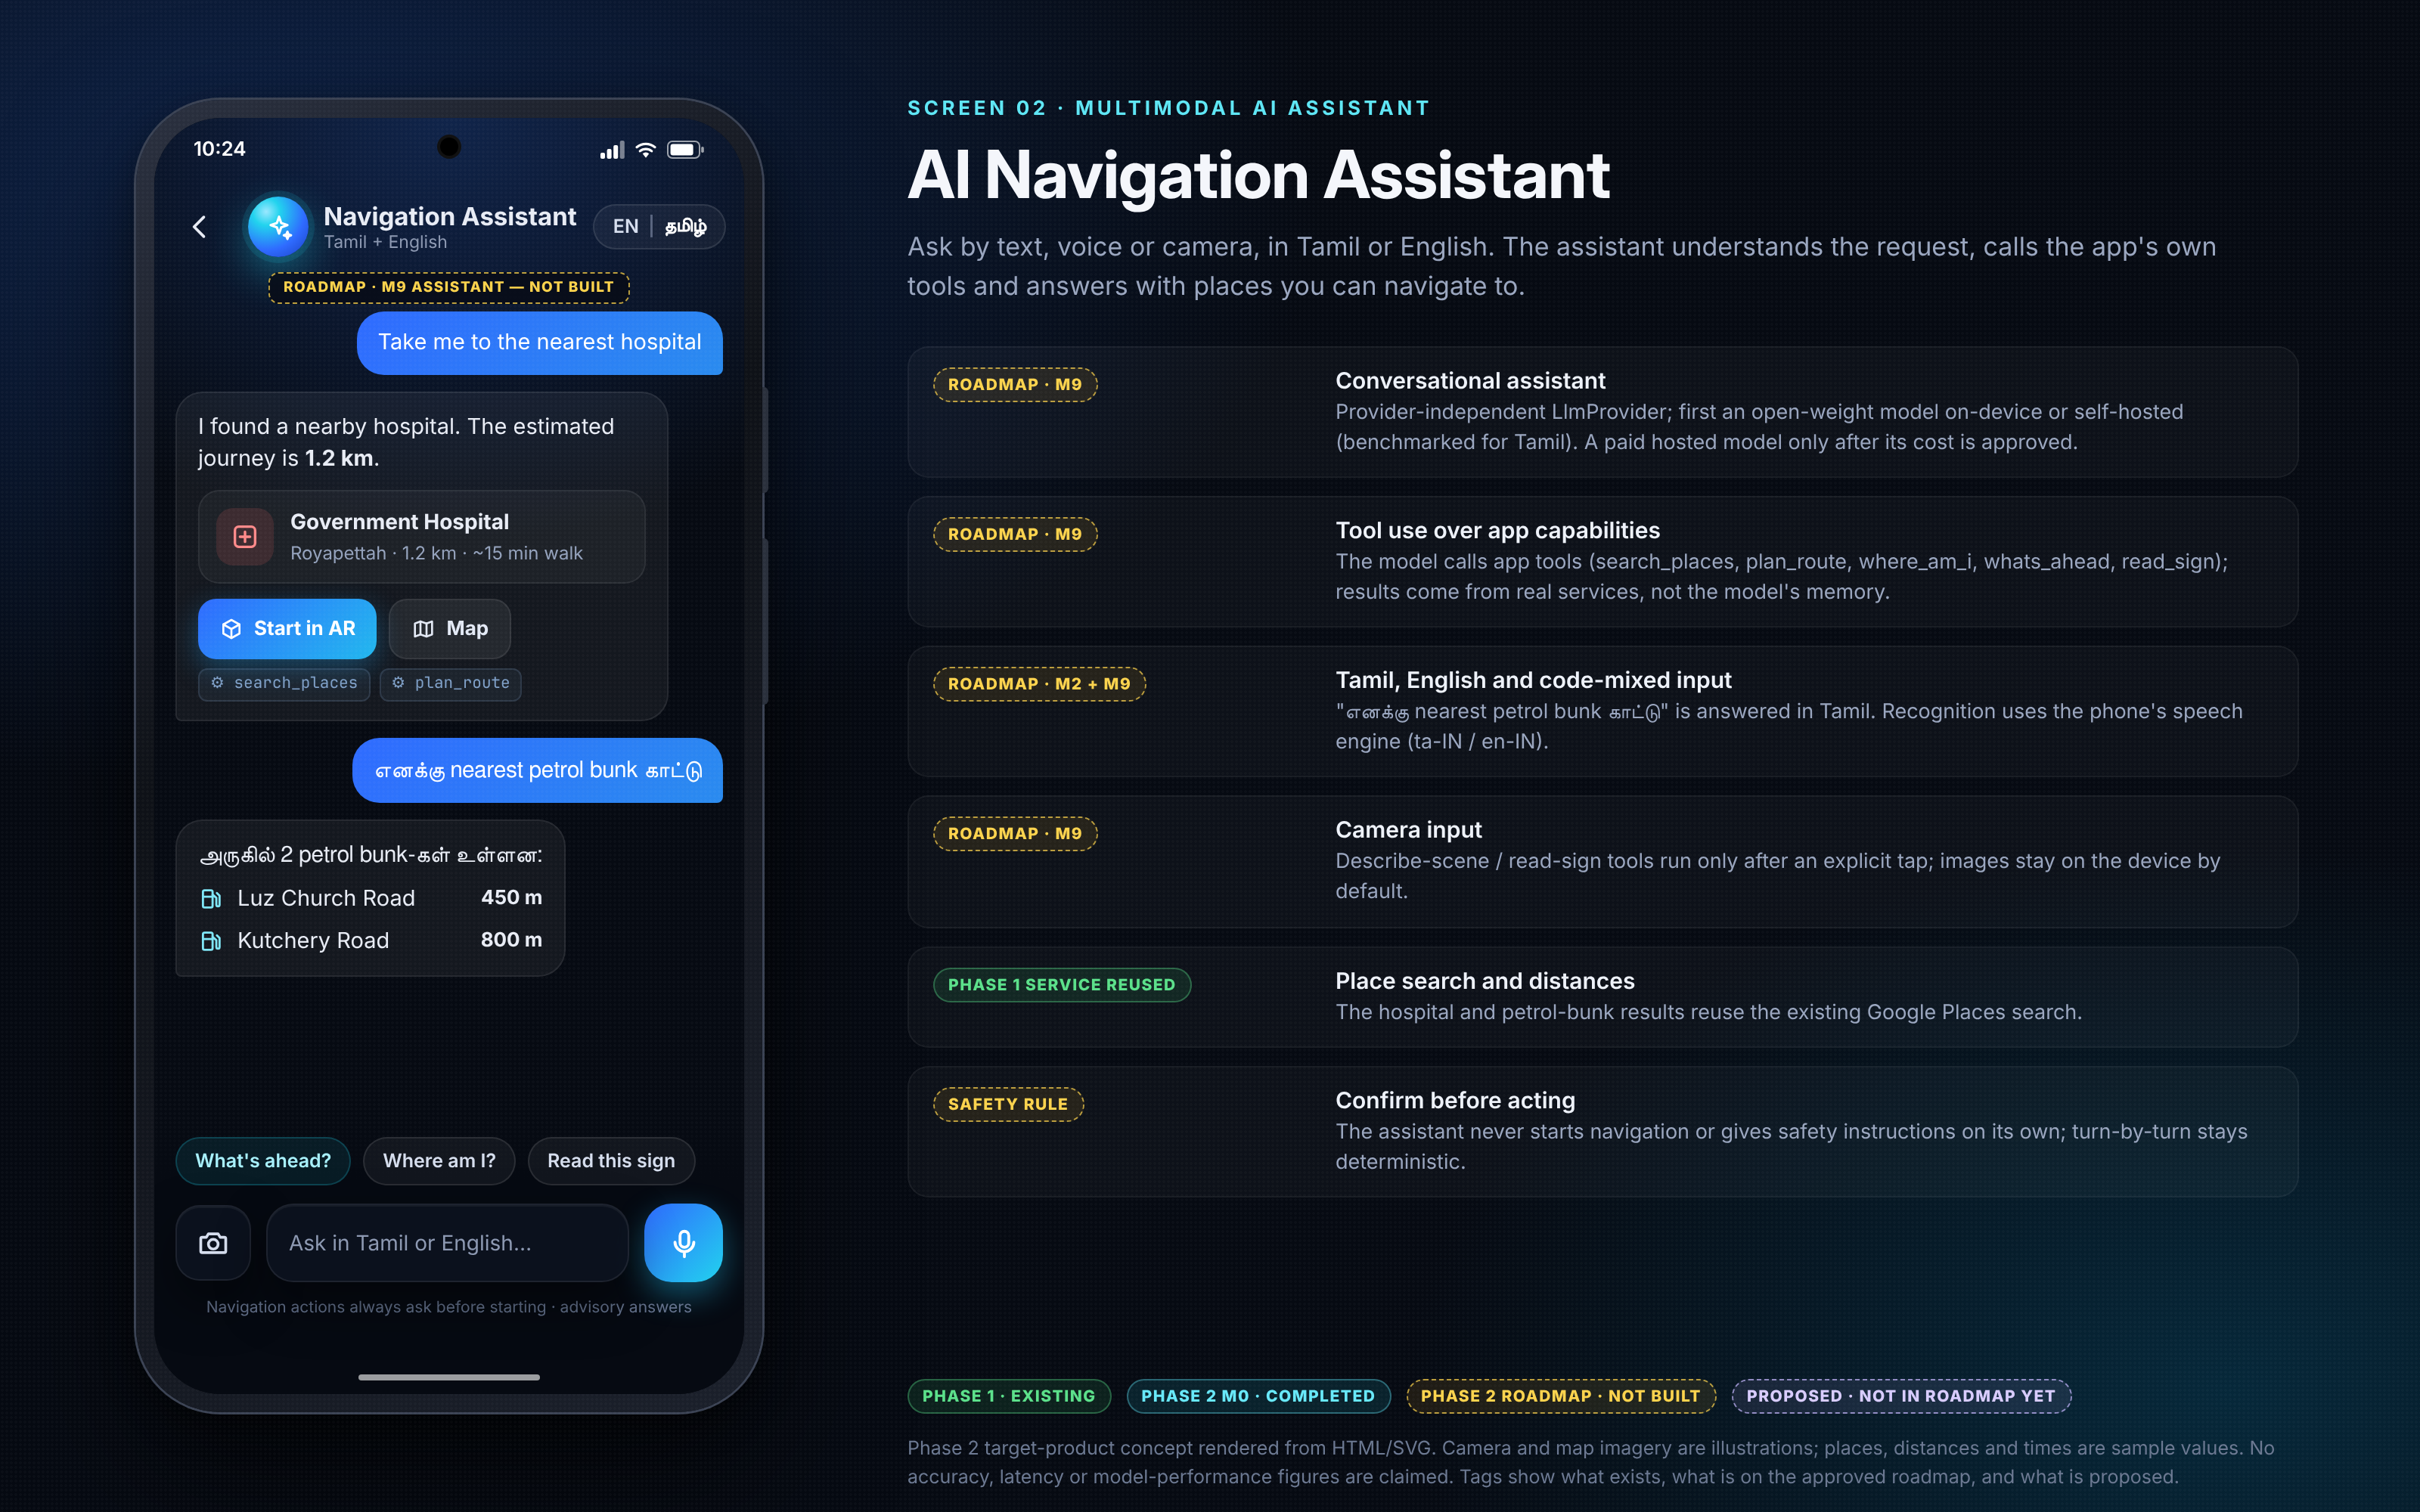 10:24
Navigation Assistant
Tamil + English
EN | தமிழ்
ROADMAP · M9 ASSISTANT — NOT BUILT
Take me to the nearest hospital
I found a nearby hospital. The estimated
journey is 1.2 km.
Government Hospital
Royapettah · 1.2 km · ~15 min walk
Start in AR
Map
search_places
plan_route
எனக்கு nearest petrol bunk காட்டு
அருகில் 2 petrol bunk-கள் உள்ளன:
Luz Church Road 450 m
Kutchery Road 800 m
What's ahead?
Where am I?
Read this sign
Ask in Tamil or English...
Navigation actions always ask before starting · advisory answers
SCREEN 02 · MULTIMODAL AI ASSISTANT
AI Navigation Assistant
Ask by text, voice or camera, in Tamil or English. The assistant understands the request, calls the app's own
tools and answers with places you can navigate to.
ROADMAP · M9
Conversational assistant
Provider-independent LlmProvider; first an open-weight model on-device or self-hosted
(benchmarked for Tamil). A paid hosted model only after its cost is approved.
ROADMAP · M9
Tool use over app capabilities
The model calls app tools (search_places, plan_route, where_am_i, whats_ahead, read_sign);
results come from real services, not the model's memory.
ROADMAP · M2 + M9
Tamil, English and code-mixed input
"எனக்கு nearest petrol bunk காட்டு" is answered in Tamil. Recognition uses the phone's speech
engine (ta-IN / en-IN).
ROADMAP · M9
Camera input
Describe-scene / read-sign tools run only after an explicit tap; images stay on the device by
default.
PHASE 1 SERVICE REUSED
Place search and distances
The hospital and petrol-bunk results reuse the existing Google Places search.
SAFETY RULE
Confirm before acting
The assistant never starts navigation or gives safety instructions on its own; turn-by-turn stays
deterministic.
PHASE 1 · EXISTING
PHASE 2 M0 · COMPLETED
PHASE 2 ROADMAP · NOT BUILT
PROPOSED · NOT IN ROADMAP YET
Phase 2 target-product concept rendered from HTML/SVG. Camera and map imagery are illustrations; places, distances and times are sample values. No
accuracy, latency or model-performance figures are claimed. Tags show what exists, what is on the approved roadmap, and what is proposed.